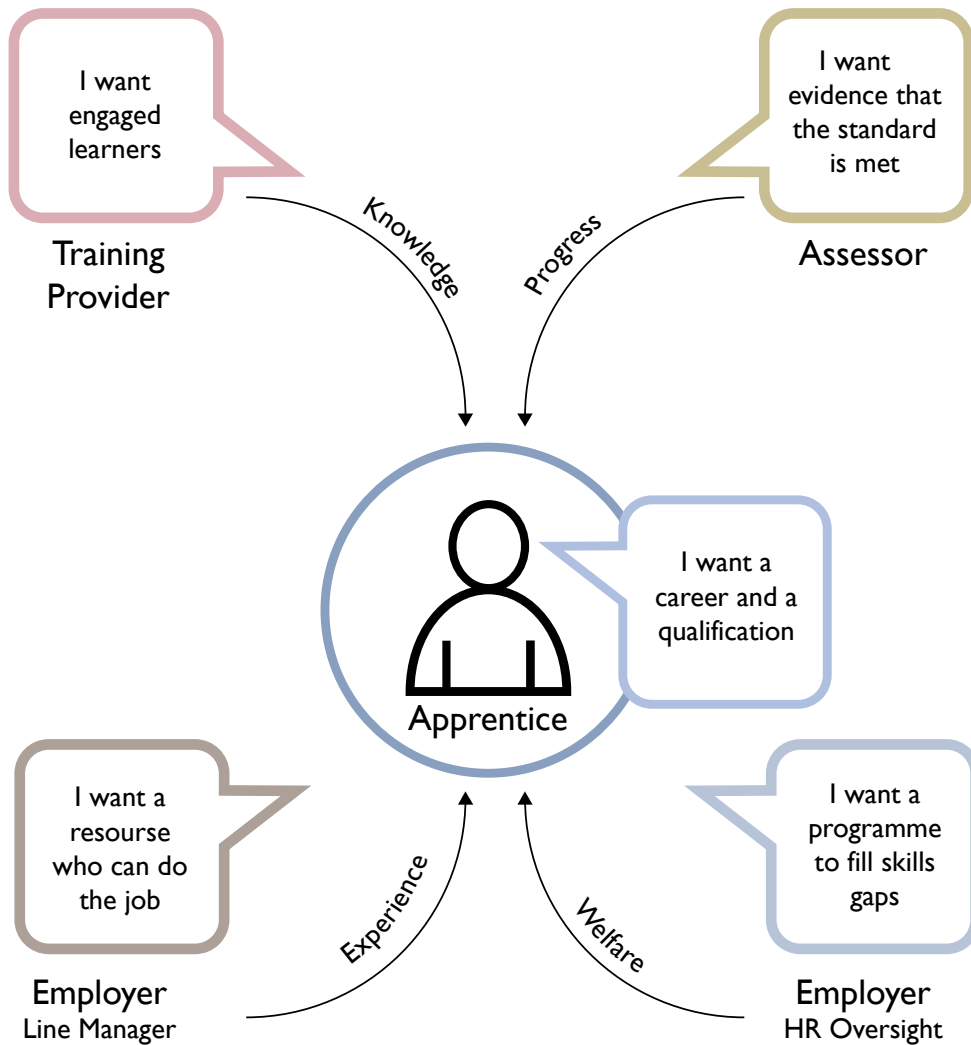 I want
engaged
learners
Training
Provider
I want
evidence that
the standard
is met
Assessor
Knowledge
Progress
I want a
career and a
qualification
Apprentice
I want a
resourse
who can do
the job
Employer
Line Manager
Experience
Welfare
I want a
programme
to fill skills
gaps
Employer
HR Oversight